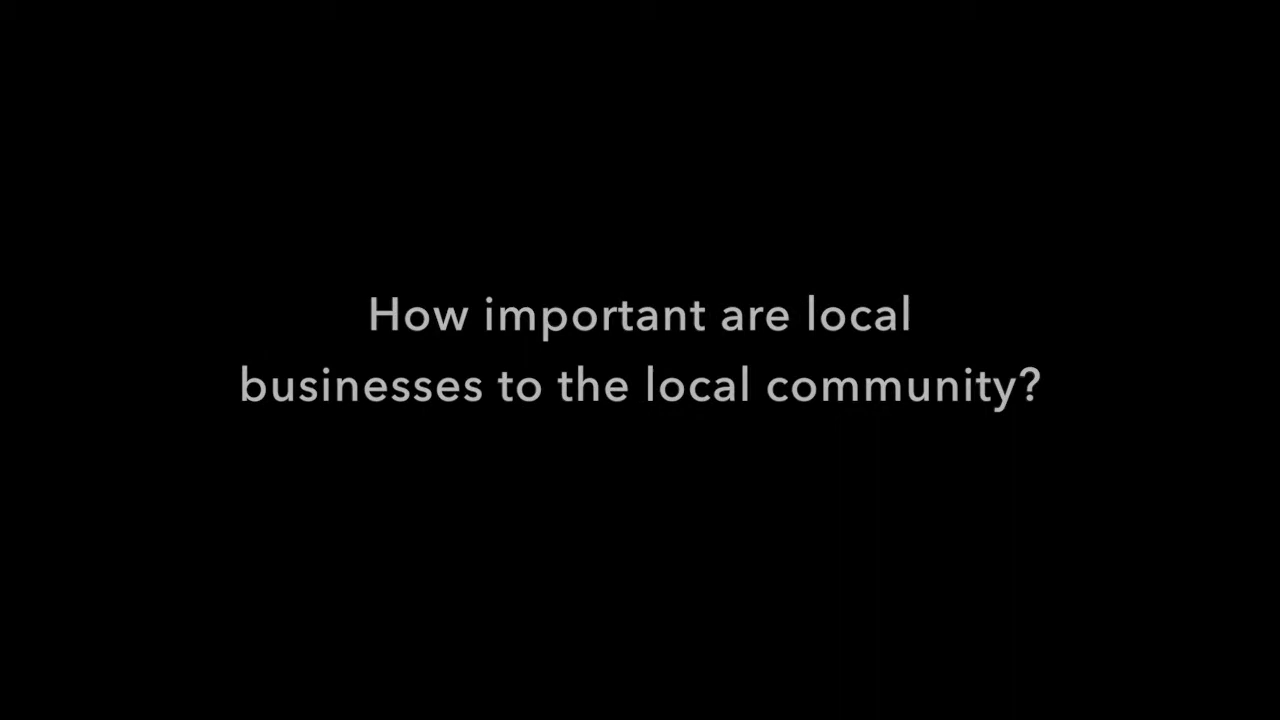 How important are local
businesses to the local community?